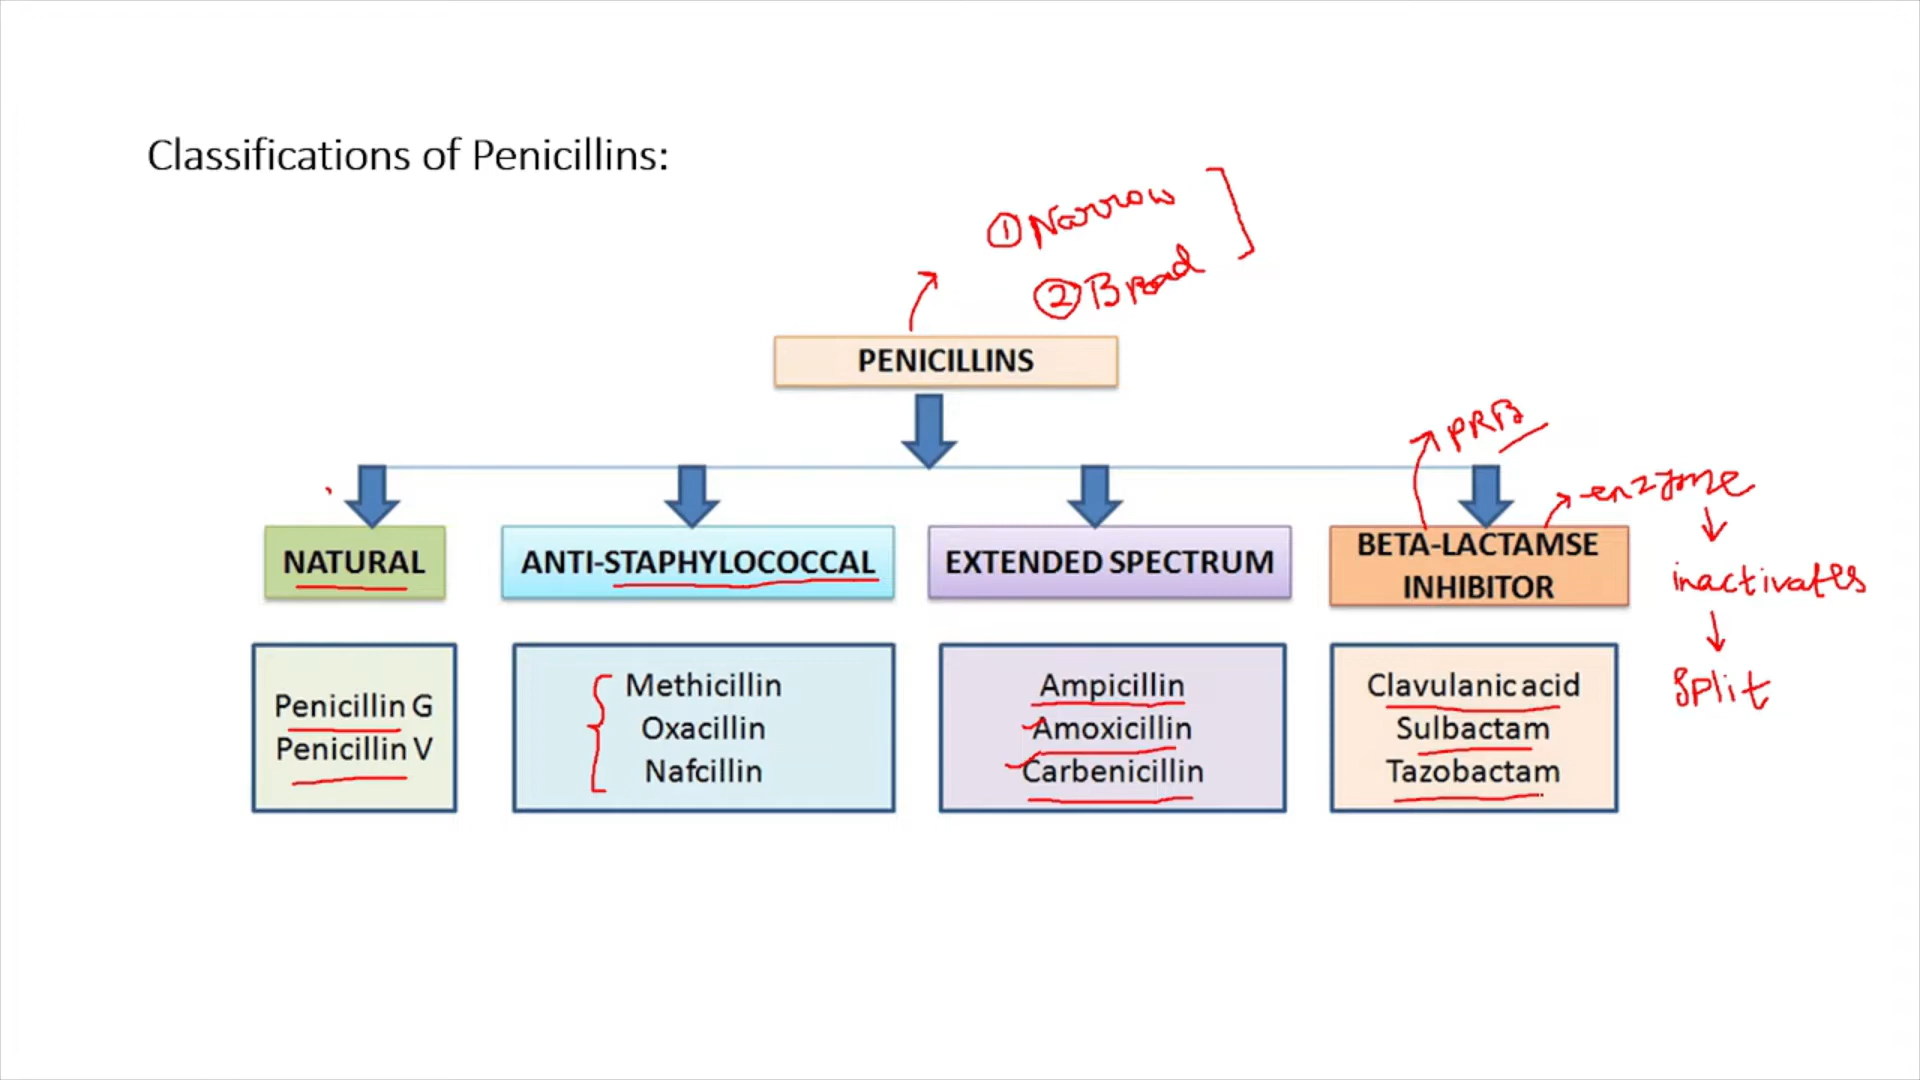 Classifications of Penicillins:
① Narrow
② Broad
PENICILLINS
PRB
enzyme
inactivates
Split
NATURAL
ANTI-STAPHYLOCOCCAL
EXTENDED SPECTRUM
BETA-LACTAMSE
INHIBITOR
Penicillin G
Penicillin V
Methicillin
Oxacillin
Nafcillin
Ampicillin
Amoxicillin
Carbenicillin
Clavulanic acid
Sulbactam
Tazobactam